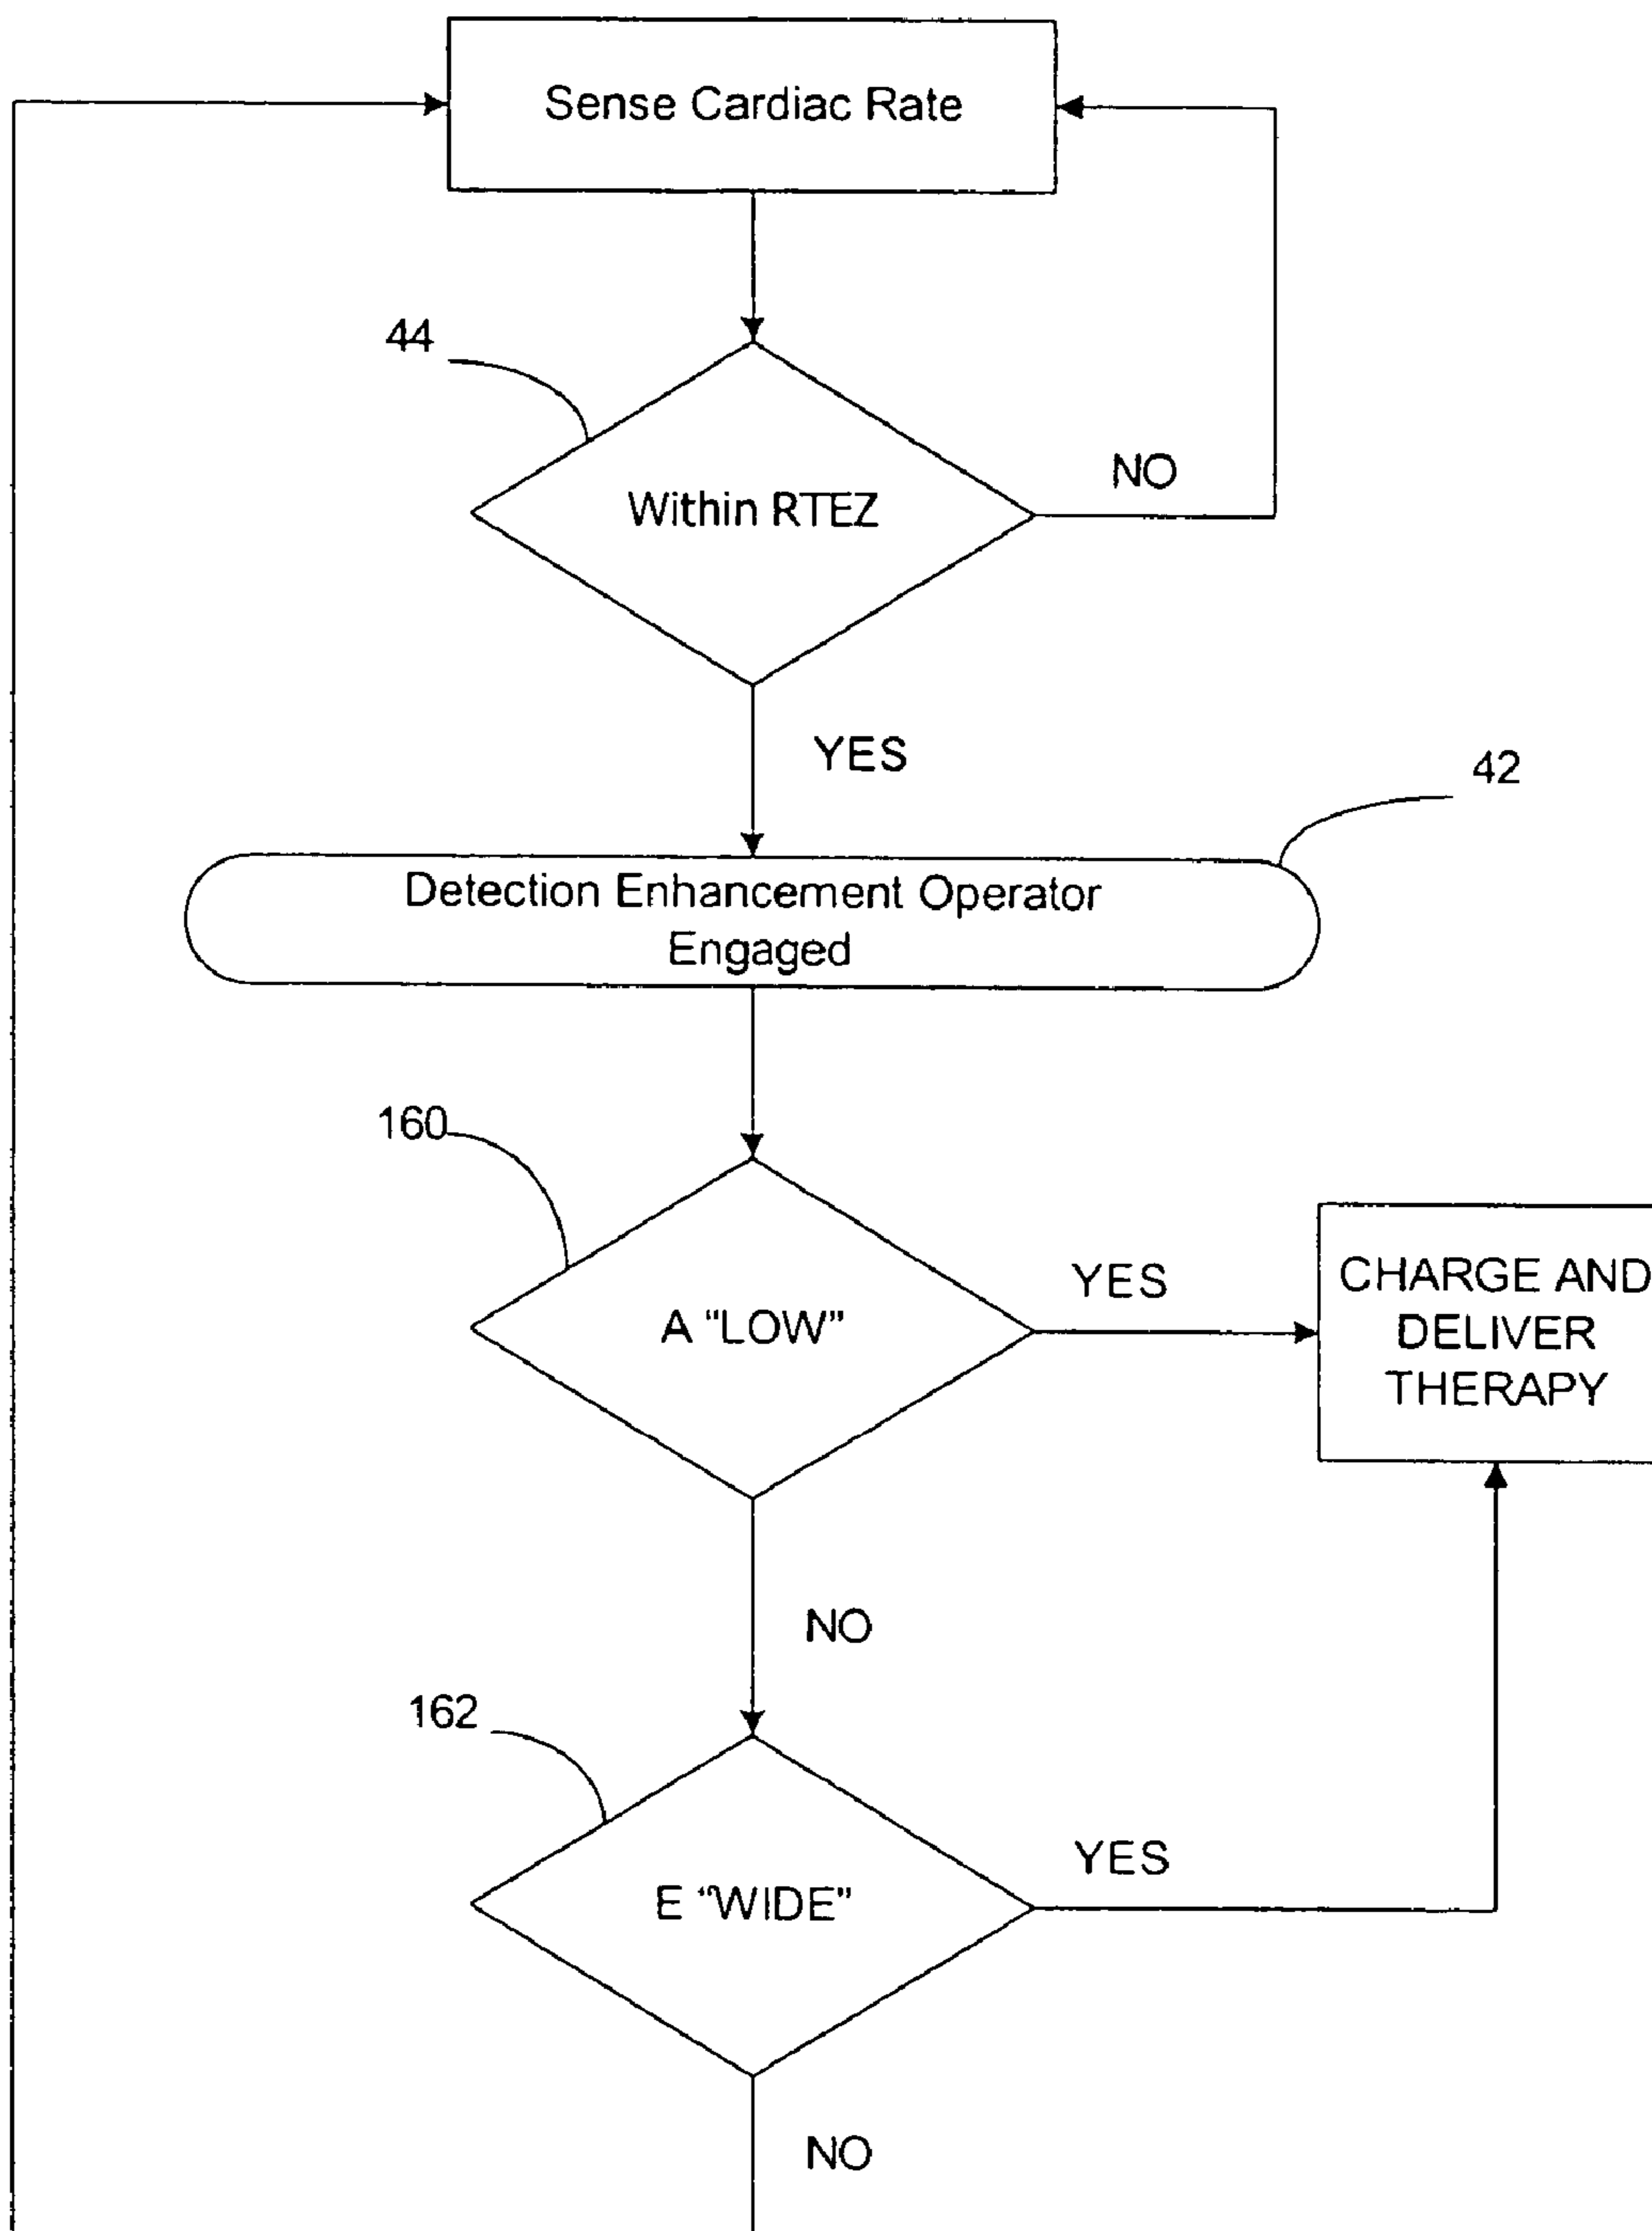 Sense Cardiac Rate
44
NO
Within RTEZ
YES
42
Detection Enhancement Operator
Engaged
160
YES
A "LOW"
CHARGE AND
DELIVER
THERAPY
NO
162
YES
E "WIDE"
NO